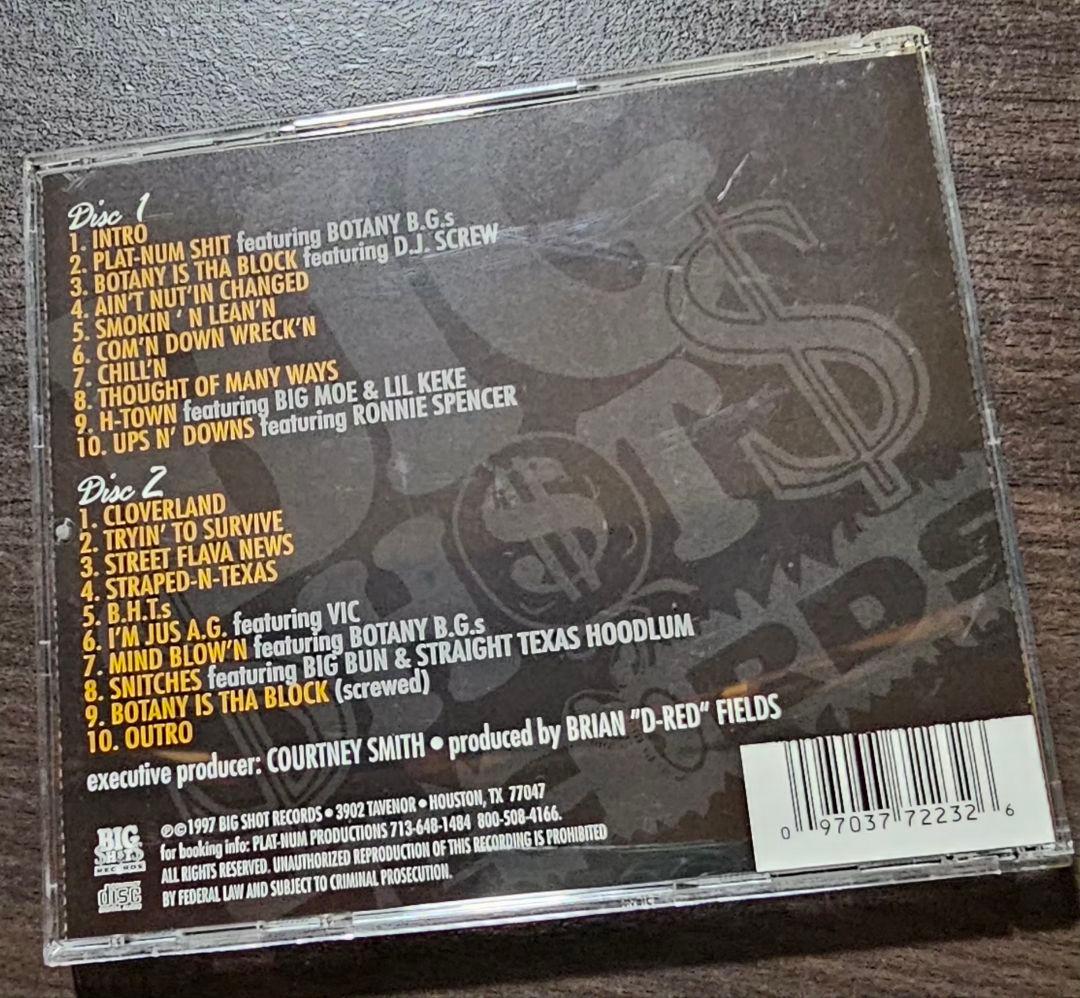 Disc 1
1. INTRO
2. PLAT-NUM SHIT featuring BOTANY B.G.s
3. BOTANY IS THA BLOCK featuring D.J. SCREW
4. AIN'T NUT'IN CHANGED
5. SMOKIN ' N LEAN'N
6. COM'N DOWN WRECK'N
7. CHILL'N
8. THOUGHT OF MANY WAYS
9. H-TOWN featuring BIG MOE & LIL KEKE
10. UPS N' DOWNS featuring RONNIE SPENCER
Disc 2
1. CLOVERLAND
2. TRYIN' TO SURVIVE
3. STREET FLAVA NEWS
4. STRAPED-N-TEXAS
5. B.H.T.s
6. I'M JUS A.G. featuring VIC
7. MIND BLOW'N featuring BOTANY B.G.s
8. SNITCHES featuring BIG BUN & STRAIGHT TEXAS HOODLUM
9. BOTANY IS THA BLOCK (screwed)
10. OUTRO
executive producer: COURTNEY SMITH • produced by BRIAN "D-RED" FIELDS
℗©1997 BIG SHOT RECORDS • 3902 TAVENOR • HOUSTON, TX 77047
for booking info: PLAT-NUM PRODUCTIONS 713-648-1484 800-508-4166.
ALL RIGHTS RESERVED. UNAUTHORIZED REPRODUCTION OF THIS RECORDING IS PROHIBITED
BY FEDERAL LAW AND SUBJECT TO CRIMINAL PROSECUTION.
BIG
SHOTS
RECORDS
disc
0 97037 72232 6